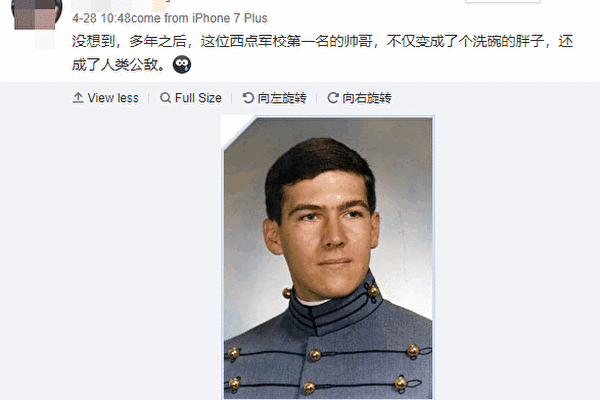 4-28 10:48come from iPhone 7 Plus
没想到，多年之后，这位西点军校第一名的帅哥，不仅变成了个洗碗的胖子，还
成了人类公敌。
View less Full Size 向左旋转 向右旋转